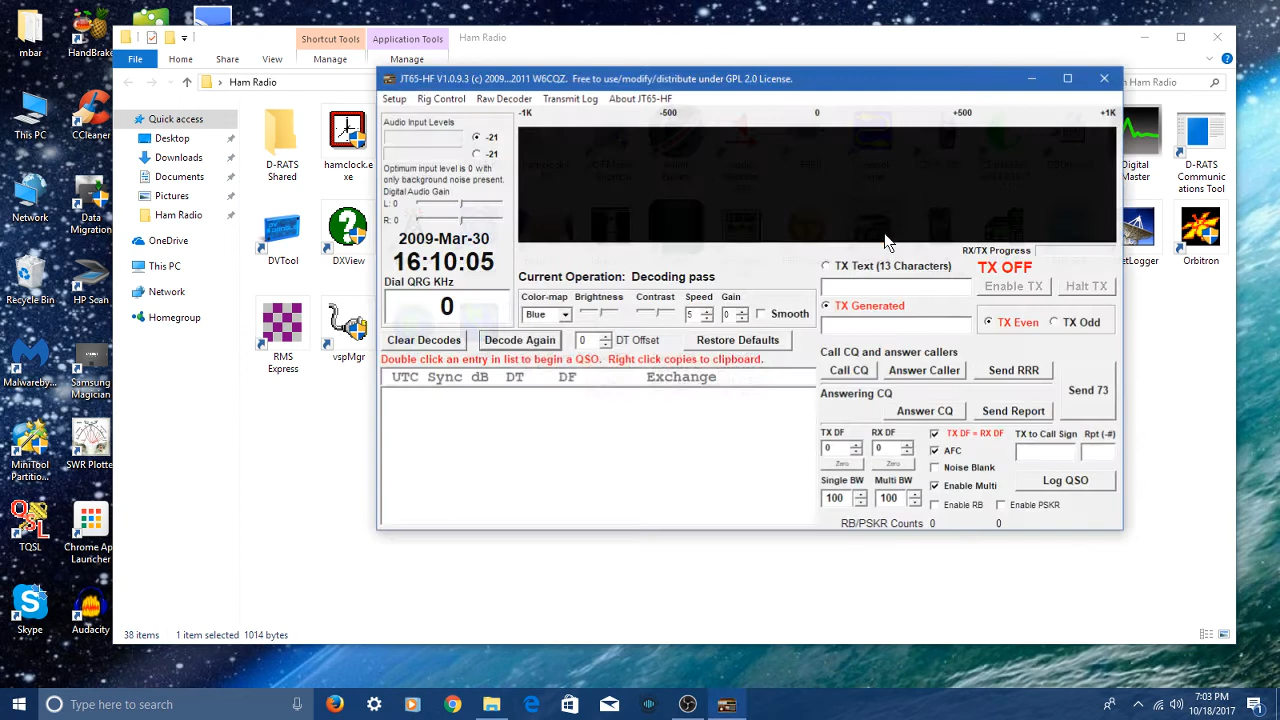 mbar
HandBrake
This PC
CCleaner
Network
Data
Migration
Recycle Bin
HP Scan
Malwareby...
Samsung
Magician
MiniTool
Partitio...
SWR Plotte
TQSL
Chrome Ap
Launcher
Skype
Audacity
Shortcut Tools
Application Tools
Ham Radio
File
Home
Share
View
Manage
Manage
Ham Radio
Ham Radio
Quick access
Desktop
Downloads
Documents
Pictures
Ham Radio
OneDrive
This PC
Network
Homegroup
D-RATS
Shared
hamclock.e
xe
Digital
Master
D-RATS
Communica
tions Tool
DVTool
DXView
etLogger
Orbitron
RMS
Express
vspMgr
38 items
1 item selected 1014 bytes
JT65-HF V1.0.9.3 (c) 2009...2011 W6CQZ. Free to use/modify/distribute under GPL 2.0 License.
Setup
Rig Control
Raw Decoder
Transmit Log
About JT65-HF
-1K
-500
0
+500
+1K
Audio Input Levels
-21
-21
Optimum input level is 0 with
only background noise present.
Digital Audio Gain
L: 0
R: 0
2009-Mar-30
16:10:05
Dial QRG KHz
0
Current Operation: Decoding pass
Color-map
Brightness
Contrast
Speed
Gain
Blue
5
0
Smooth
Clear Decodes
Decode Again
0
DT Offset
Restore Defaults
Double click an entry in list to begin a QSO. Right click copies to clipboard.
UTC Sync dB DT DF Exchange
RX/TX Progress
TX Text (13 Characters)
TX OFF
Enable TX
Halt TX
TX Generated
TX Even
TX Odd
Call CQ and answer callers
Call CQ
Answer Caller
Send RRR
Send 73
Answering CQ
Answer CQ
Send Report
TX DF
RX DF
TX DF = RX DF
TX to Call Sign
Rpt (-#)
0
0
AFC
Zero
Zero
Noise Blank
Single BW
Multi BW
Enable Multi
Log QSO
100
100
Enable RB
Enable PSKR
RB/PSKR Counts
0
0
Type here to search
7:03 PM
10/18/2017